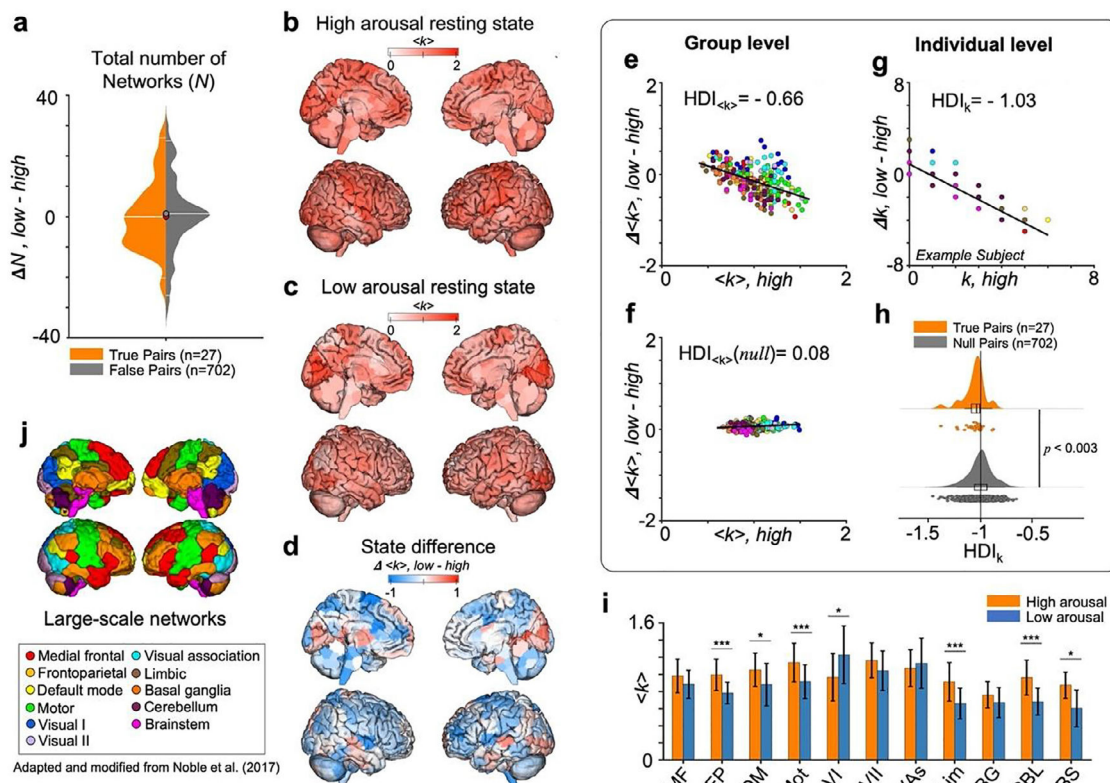 a
Total number of
Networks (N)
40
0
-40
ΔN , low - high
True Pairs (n=27)
False Pairs (n=702)
b
High arousal resting state
<k>
0
2
c
Low arousal resting state
<k>
0
2
d
State difference
Δ <k>, low - high
-1
1
j
Large-scale networks
Medial frontal
Frontoparietal
Default mode
Motor
Visual I
Visual II
Visual association
Limbic
Basal ganglia
Cerebellum
Brainstem
Adapted and modified from Noble et al. (2017)
Group level
Individual level
e
HDI<k>= - 0.66
2
0
-2
Δ<k>, low - high
0
<k>, high
2
g
HDIk= - 1.03
8
0
-8
Δk, low - high
Example Subject
0
k, high
8
f
HDI<k>(null)= 0.08
2
0
-2
Δ<k>, low - high
0
<k>, high
2
h
True Pairs (n=27)
Null Pairs (n=702)
p < 0.003
-1.5
-1
-0.5
HDIk
i
High arousal
Low arousal
1.6
0
<k>
***
*
***
*
***
***
*